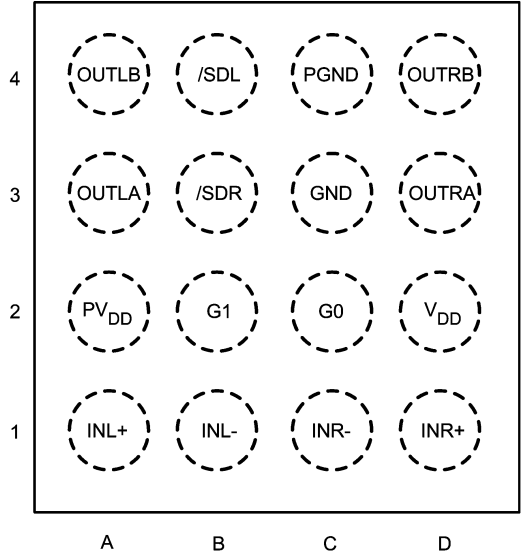 4 OUTLB /SDL PGND OUTRB
3 OUTLA /SDR GND OUTRA
2 PVDD G1 G0 VDD
1 INL+ INL- INR- INR+
A B C D